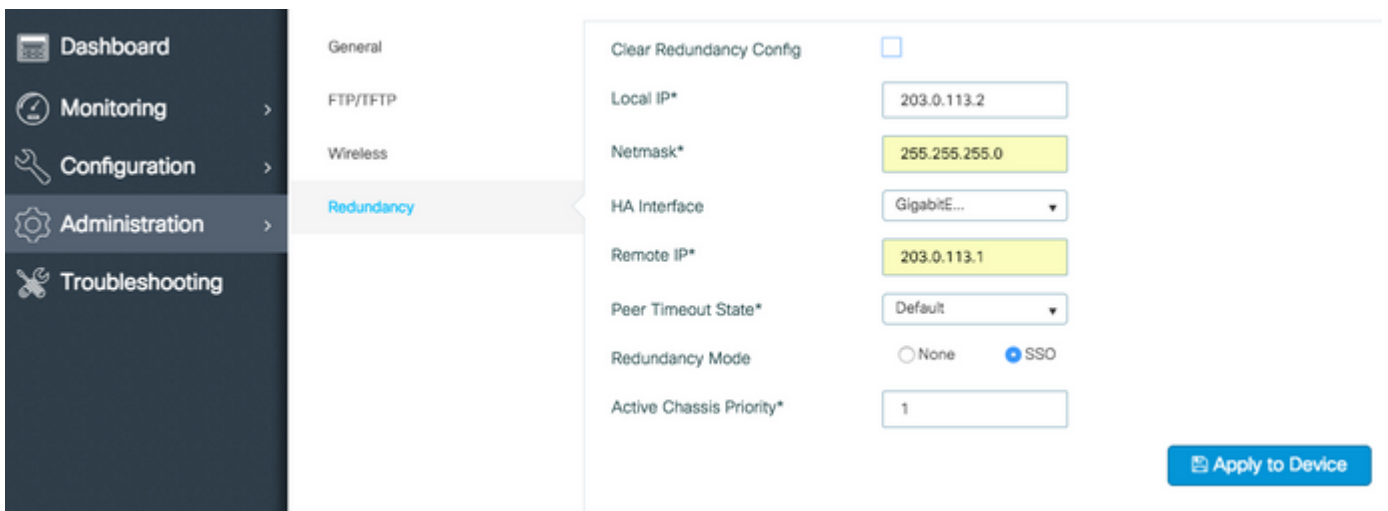 Dashboard
Monitoring
Configuration
Administration
Troubleshooting
General
FTP/TFTP
Wireless
Redundancy
Clear Redundancy Config
Local IP* 203.0.113.2
Netmask* 255.255.255.0
HA Interface GigabitE...
Remote IP* 203.0.113.1
Peer Timeout State* Default
Redundancy Mode None SSO
Active Chassis Priority* 1
Apply to Device